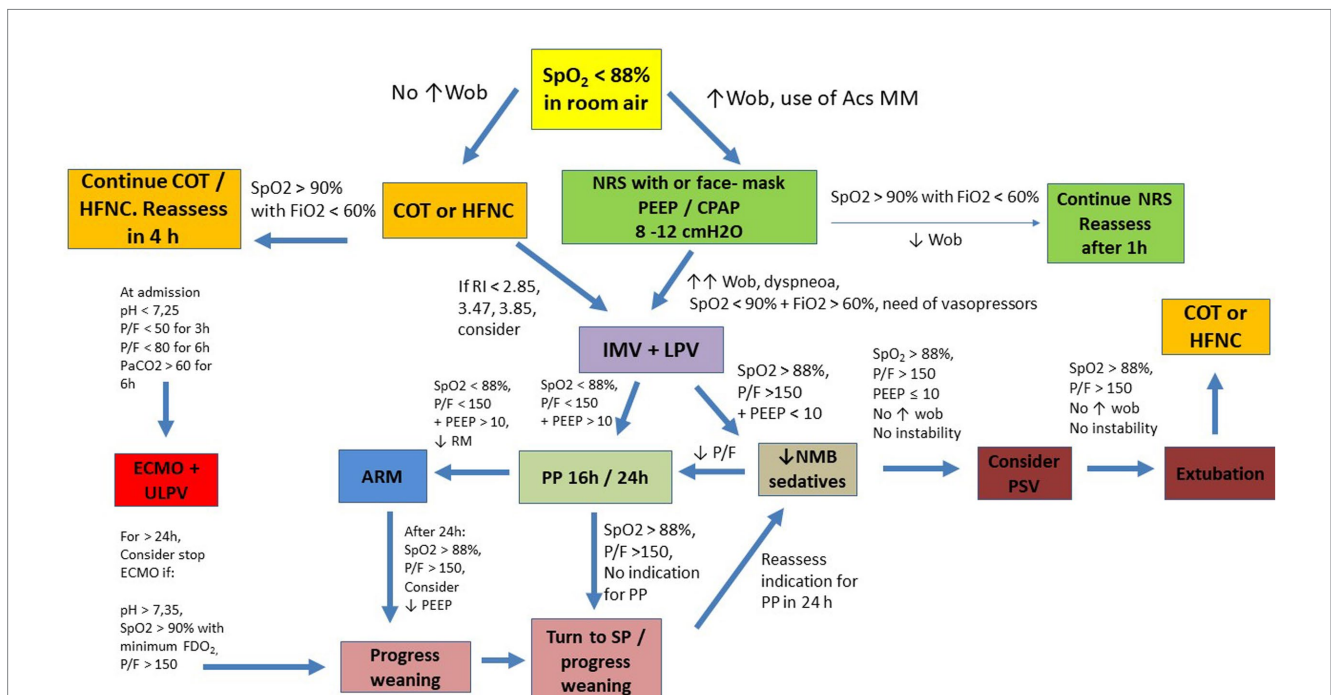 SpO₂ < 88%
in room air
No ↑Wob
↑Wob, use of Acs MM
Continue COT /
HFNC. Reassess
in 4 h
SpO2 > 90%
with FiO2 < 60%
COT or HFNC
NRS with or face- mask
PEEP / CPAP
8 -12 cmH2O
SpO2 > 90% with FiO2 < 60%
↓ Wob
Continue NRS
Reassess
after 1h
If RI < 2.85,
3.47, 3.85,
consider
↑↑ Wob, dyspneoa,
SpO2 < 90% + FiO2 > 60%, need of vasopressors
At admission
pH < 7,25
P/F < 50 for 3h
P/F < 80 for 6h
PaCO2 > 60 for
6h
IMV + LPV
COT or
HFNC
SpO2 < 88%,
P/F < 150
+ PEEP > 10,
↓ RM
SpO2 < 88%,
P/F < 150
+ PEEP > 10
SpO2 > 88%,
P/F >150
+ PEEP < 10
SpO₂ > 88%,
P/F > 150
PEEP ≤ 10
No ↑ wob
No instability
SpO2 > 88%,
P/F > 150
No ↑ wob
No instability
ECMO +
ULPV
ARM
PP 16h / 24h
↓ P/F
↓NMB
sedatives
Consider
PSV
Extubation
For > 24h,
Consider stop
ECMO if:
pH > 7,35,
SpO2 > 90% with
minimum FDO₂,
P/F > 150
After 24h:
SpO2 > 88%,
P/F > 150,
Consider
↓ PEEP
SpO2 > 88%,
P/F >150,
No indication
for PP
Reassess
indication for
PP in 24 h
Progress
weaning
Turn to SP /
progress
weaning